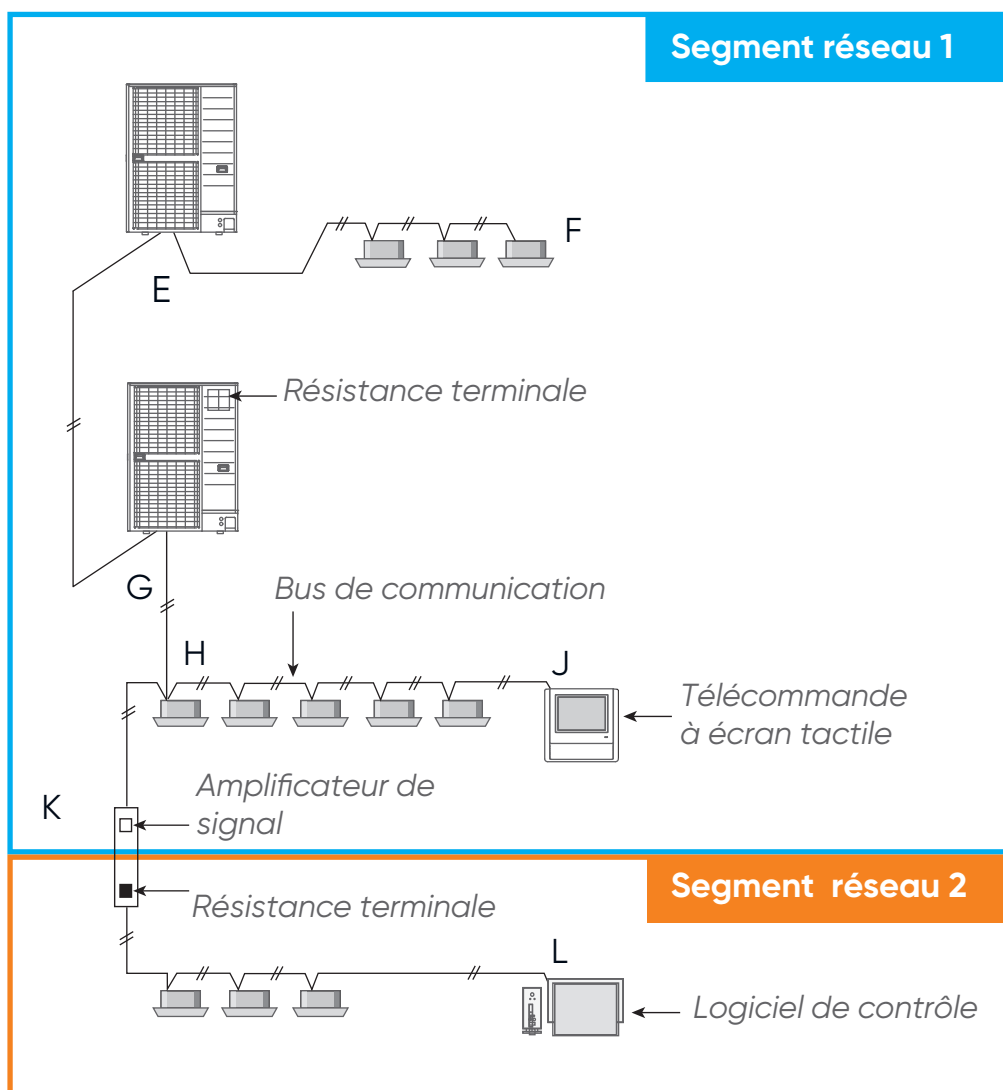 Segment réseau 1
F
E
Résistance terminale
G
Bus de communication
H
J
Télécommande
à écran tactile
Amplificateur de
signal
K
Segment réseau 2
Résistance terminale
L
Logiciel de contrôle